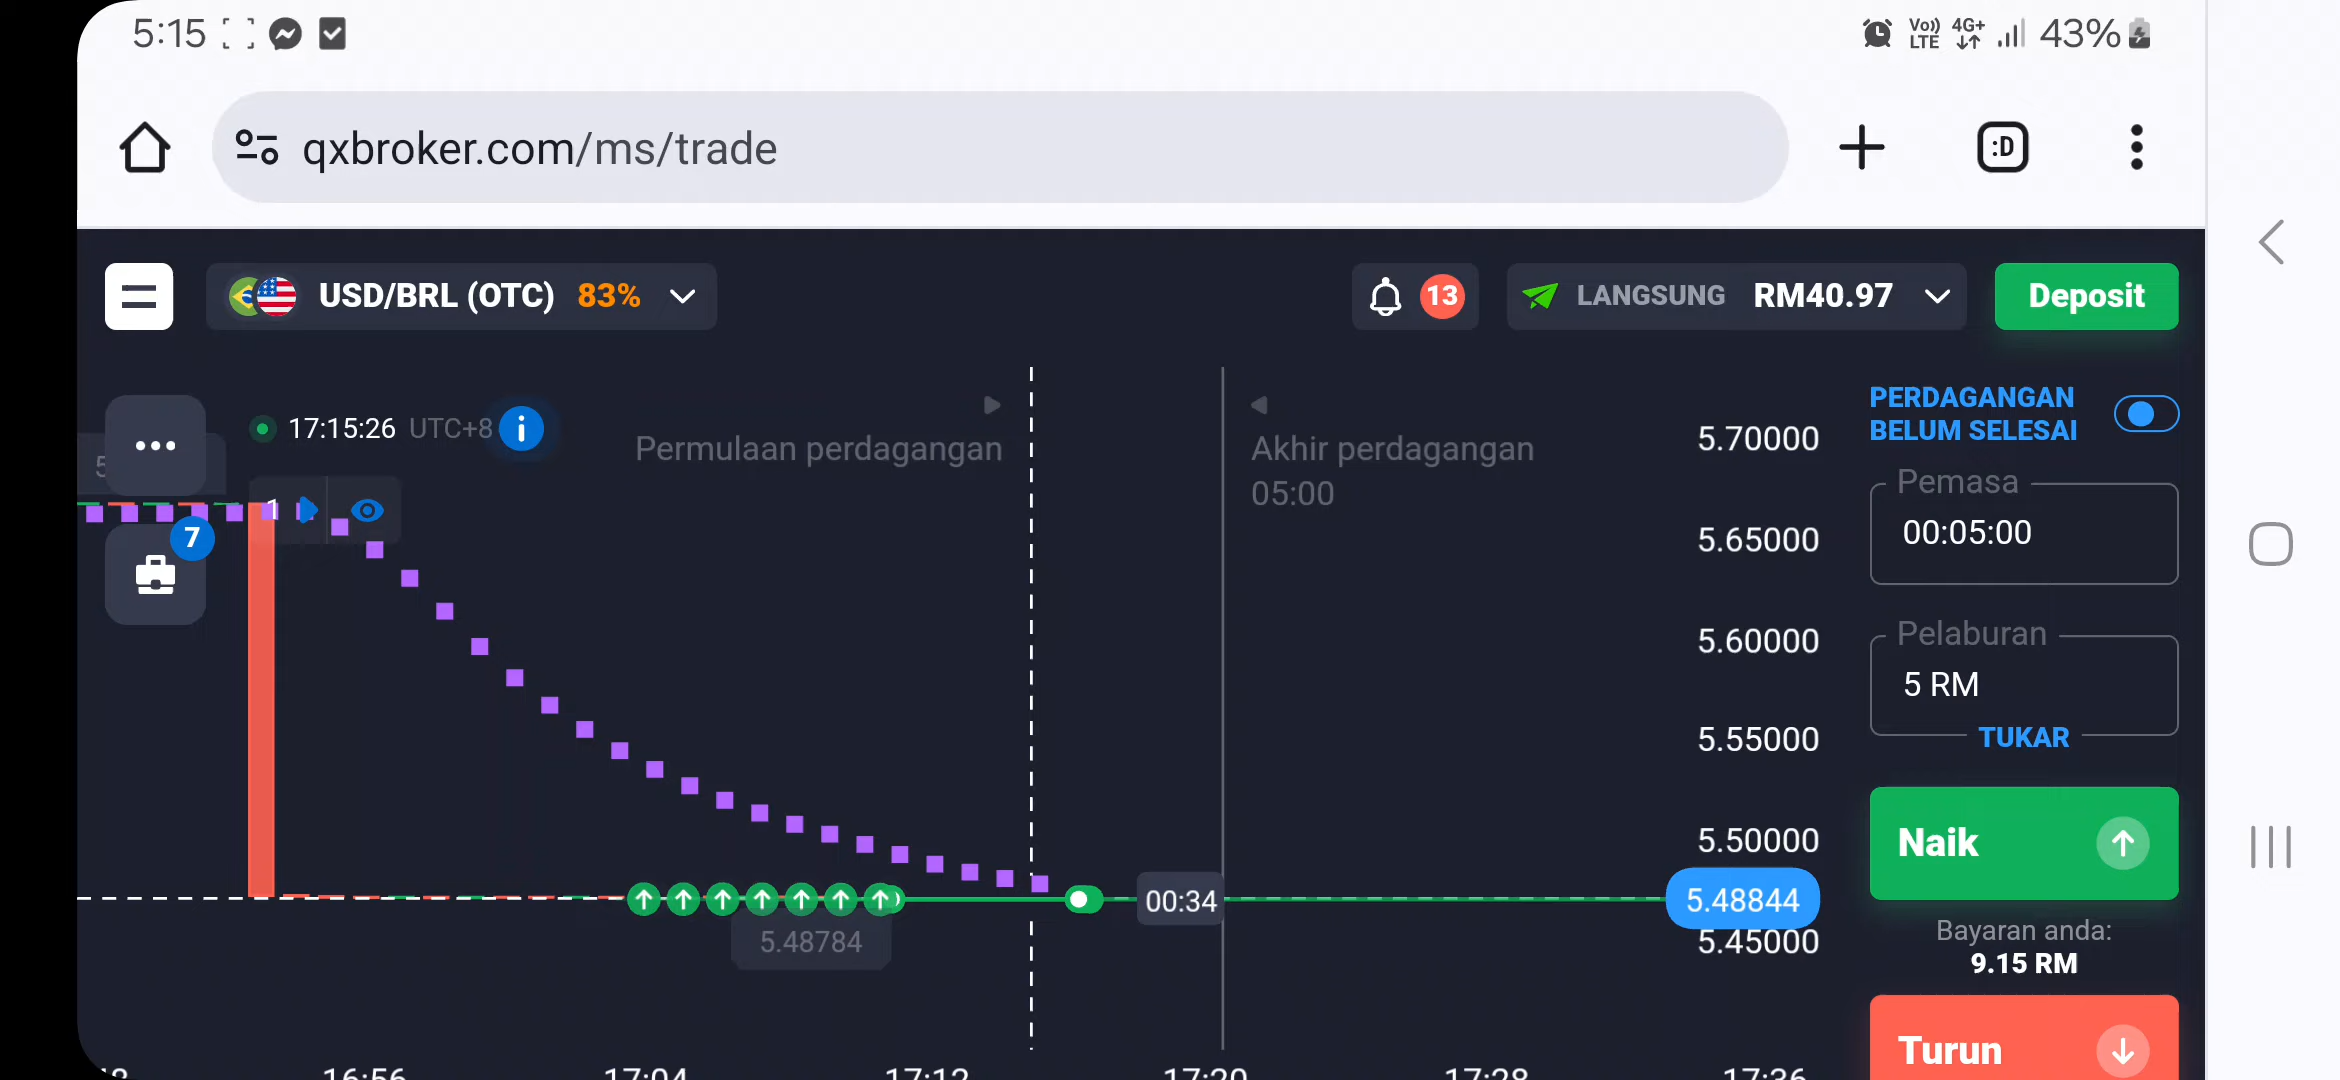 5:15
Vo)) LTE 4G+ 43%
qxbroker.com/ms/trade
:D
USD/BRL (OTC) 83%
13
LANGSUNG RM40.97
Deposit
17:15:26 UTC+8
Permulaan perdagangan
Akhir perdagangan
05:00
1
7
5.70000
5.65000
5.60000
5.55000
5.50000
5.48844
5.45000
00:34
5.48784
PERDAGANGAN
BELUM SELESAI
Pemasa
00:05:00
Pelaburan
5 RM
TUKAR
Naik
Bayaran anda:
9.15 RM
Turun
16:56 17:04 17:12 17:20 17:28 17:36